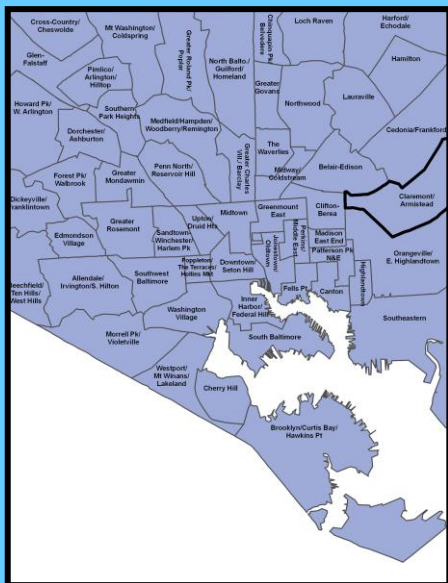 Cross-Country/
Cheswolde
Mt Washington/
Coldspring
Greater Roland Pk/
Poplar
North Balto./
Guilford/
Homeland
Chinquapin Pk/
Belvedere
Loch Raven
Harford/
Echodale
Glen-
Falstaff
Pimlico/
Arlington/
Hilltop
Greater
Govans
Hamilton
Howard Pk/
W. Arlington
Southern
Park Heights
Medfield/Hampden/
Woodberry/Remington
Northwood
Lauraville
Cedonia/Frankford
Dorchester/
Ashburton
The
Waverlies
Greater Charles
Vill./ Barclay
Midway/
Coldstream
Belair-Edison
Forest Pk/
Walbrook
Greater
Mondawmin
Penn North/
Reservoir Hill
Dickeyville
Franklintown
Greater
Rosemont
Upton/
Druid Hts
Midtown
Greenmount
East
Clifton-
Berea
Claremont/
Armistead
Edmondson
Village
Sandtown-
Winchester/
Harlem Pk
Jonestown/
Oldtown
Perkins/
Middle East
Madison
East End
Patterson Pk
N&E
Orangeville/
E. Highlandtown
Beechfield/
Ten Hills/
West Hills
Allendale/
Irvington/S. Hilton
Southwest
Baltimore
Poppleton/
The Terraces/
Hollins Mkt
Downtown/
Seton Hill
Highlandtown
Fells Pt
Canton
Washington
Village
Inner
Harbor/
Federal Hill
Southeastern
Morrell Pk/
Violetville
South Baltimore
Westport/
Mt Winans/
Lakeland
Cherry Hill
Brooklyn/Curtis Bay/
Hawkins Pt